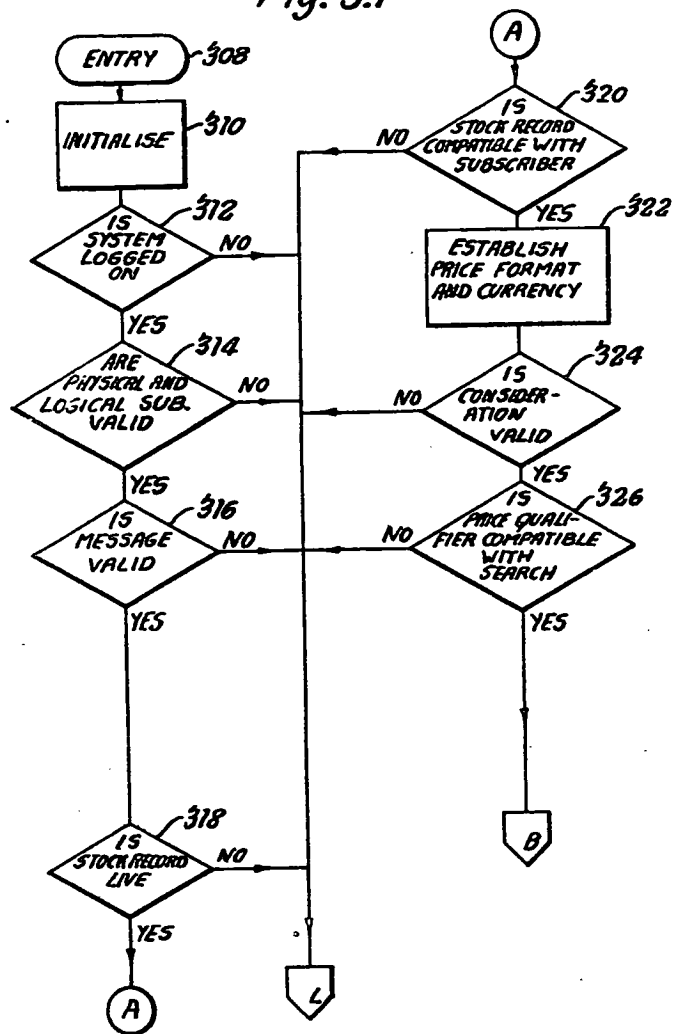 Fig. 5.1
ENTRY
308
INITIALISE
310
IS
SYSTEM
LOGGED
ON
312
NO
YES
ARE
PHYSICAL AND
LOGICAL SUB.
VALID
314
NO
YES
IS
MESSAGE
VALID
316
NO
YES
IS
STOCK RECORD
LIVE
318
NO
YES
A
L
A
IS
STOCK RECORD
COMPATIBLE WITH
SUBSCRIBER
320
NO
YES
322
ESTABLISH
PRICE FORMAT
AND CURRENCY
IS
CONSIDER-
ATION
VALID
324
NO
YES
IS
PRICE QUALI-
FIER COMPATIBLE
WITH
SEARCH
326
NO
YES
B